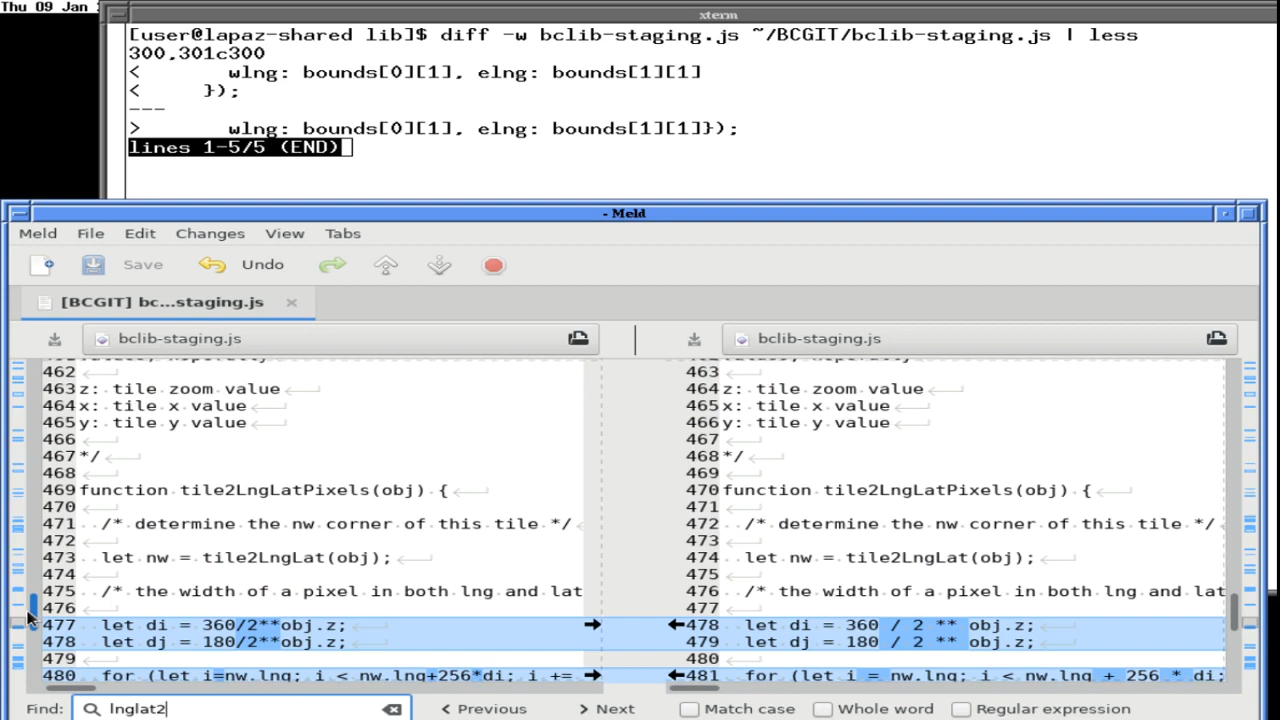 Thu 09 Jan
xterm
[user@lapaz-shared lib]$ diff -w bclib-staging.js ~/BCGIT/bclib-staging.js | less
300,301c300
<       wlng: bounds[0][1], elng: bounds[1][1]
<     });
---
>       wlng: bounds[0][1], elng: bounds[1][1]});
lines 1-5/5 (END)
- Meld
Meld File Edit Changes View Tabs
Save Undo
[BCGIT] bc...staging.js ×
bclib-staging.js bclib-staging.js
462 463
463 z: tile zoom value 464 z: tile zoom value
464 x: tile x value 465 x: tile x value
465 y: tile y value 466 y: tile y value
466 467
467 */ 468 */
468 469
469 function tile2LngLatPixels(obj) { 470 function tile2LngLatPixels(obj) {
470 471
471 /* determine the nw corner of this tile */ 472 /* determine the nw corner of this tile */
472 473
473 let nw = tile2LngLat(obj); 474 let nw = tile2LngLat(obj);
474 475
475 /* the width of a pixel in both lng and lat 476 /* the width of a pixel in both lng and lat
476 477
477 let di = 360/2**obj.z; 478 let di = 360 / 2 ** obj.z;
478 let dj = 180/2**obj.z; 479 let dj = 180 / 2 ** obj.z;
479 480
480 for (let i=nw.lng; i < nw.lng+256*di; i += 481 for (let i = nw.lng; i < nw.lng + 256 * di;
Find: lnglat2 < Previous > Next Match case Whole word Regular expression